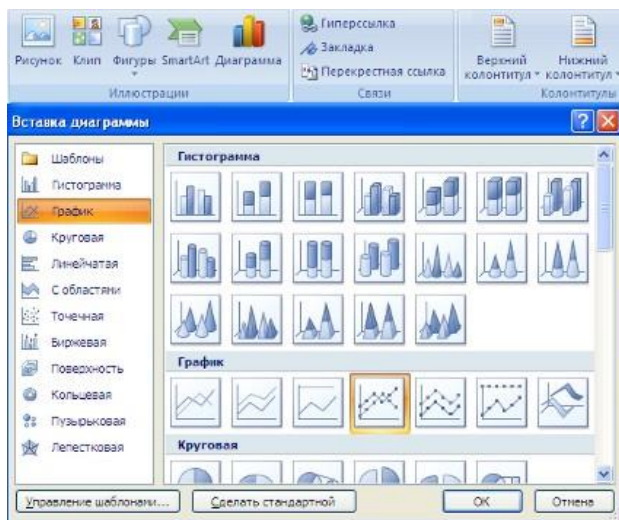 Рисунок Клип Фигуры SmartArt Диаграмма
Иллюстрации
Гиперссылка
Закладка
Перекрестная ссылка
Связи
Верхний колонтитул
Нижний колонтитул
Колонтитулы
Вставка диаграммы
Шаблоны
Гистограмма
График
Круговая
Линейчатая
С областями
Точечная
Биржевая
Поверхность
Кольцевая
Пузырьковая
Лепестковая
Гистограмма
График
Круговая
Управление шаблонами...
Сделать стандартной
ОК
Отмена